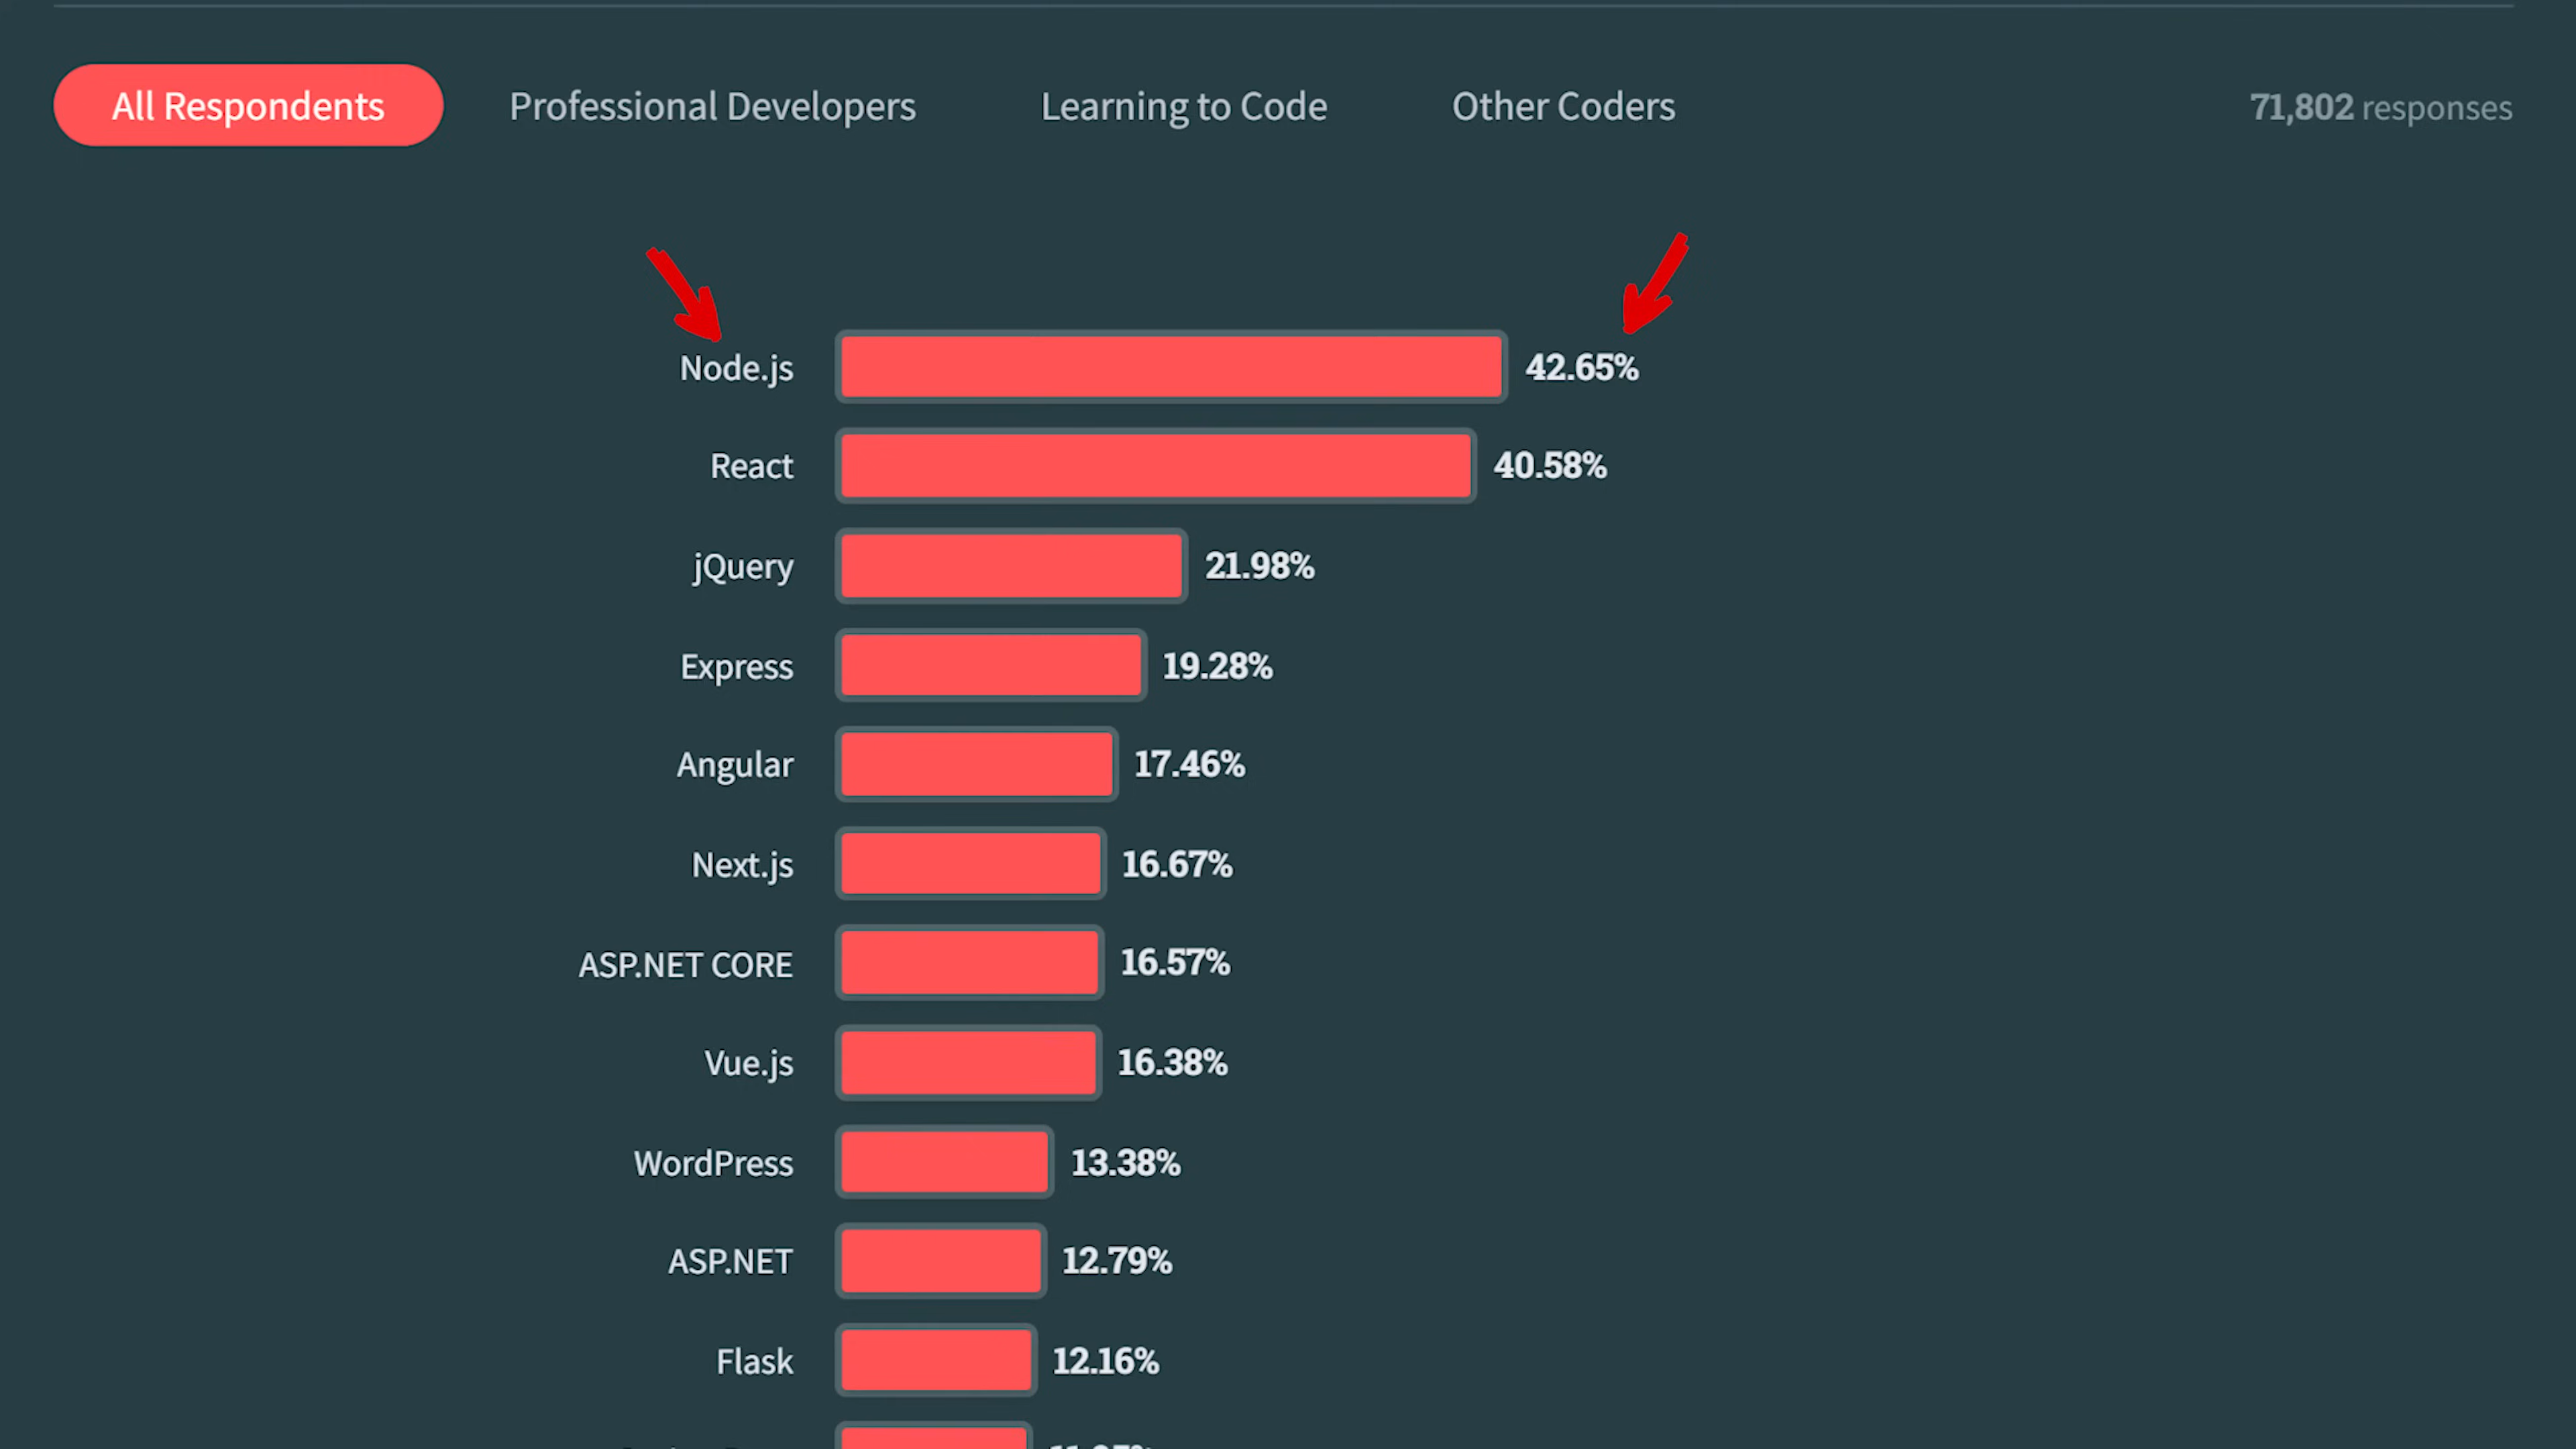 All Respondents Professional Developers Learning to Code Other Coders 71,802 responses
Node.js 42.65%
React 40.58%
jQuery 21.98%
Express 19.28%
Angular 17.46%
Next.js 16.67%
ASP.NET CORE 16.57%
Vue.js 16.38%
WordPress 13.38%
ASP.NET 12.79%
Flask 12.16%